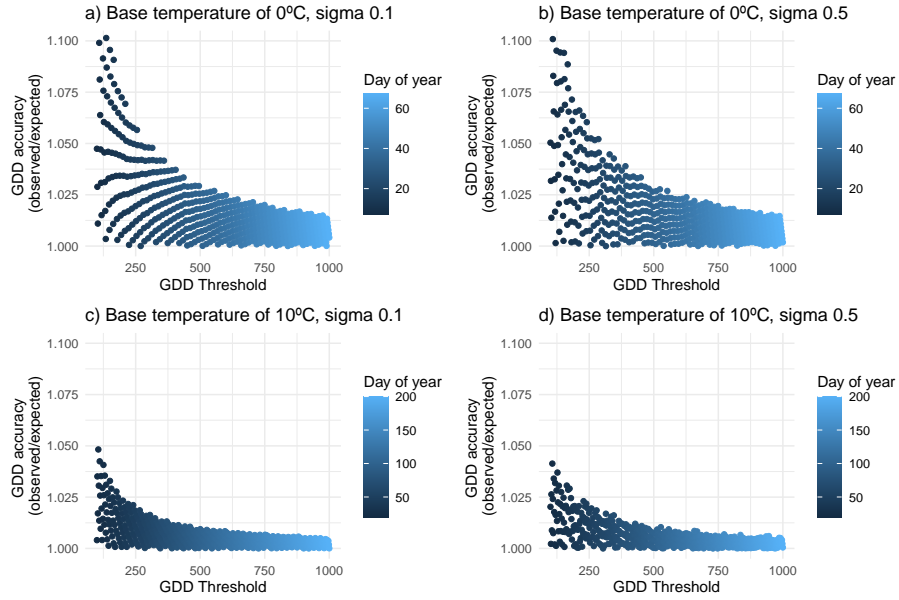 a) Base temperature of 0ºC, sigma 0.1
GDD accuracy
(observed/expected)
1.100
1.075
1.050
1.025
1.000
250
500
750
1000
GDD Threshold
Day of year
60
40
20
b) Base temperature of 0ºC, sigma 0.5
GDD accuracy
(observed/expected)
1.100
1.075
1.050
1.025
1.000
250
500
750
1000
GDD Threshold
Day of year
60
40
20
c) Base temperature of 10ºC, sigma 0.1
GDD accuracy
(observed/expected)
1.100
1.075
1.050
1.025
1.000
250
500
750
1000
GDD Threshold
Day of year
200
150
100
50
d) Base temperature of 10ºC, sigma 0.5
GDD accuracy
(observed/expected)
1.100
1.075
1.050
1.025
1.000
250
500
750
1000
GDD Threshold
Day of year
200
150
100
50